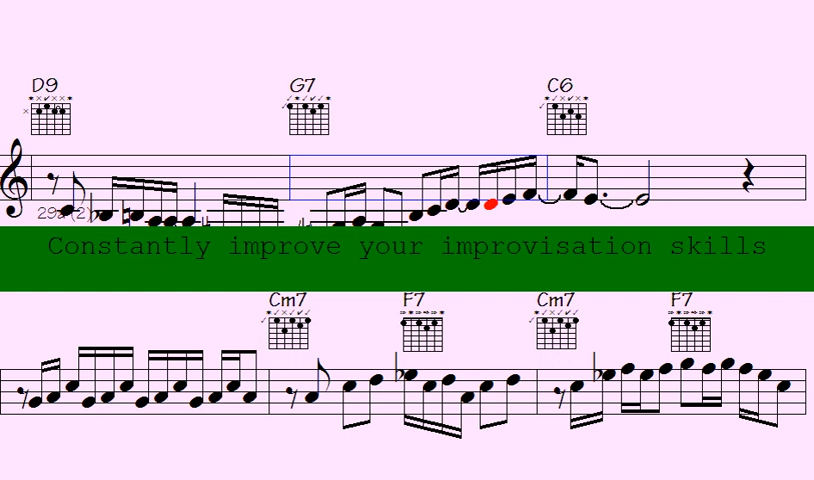 D9 G7 C6
29a (2)
Constantly improve your improvisation skills
Cm7 F7 Cm7 F7